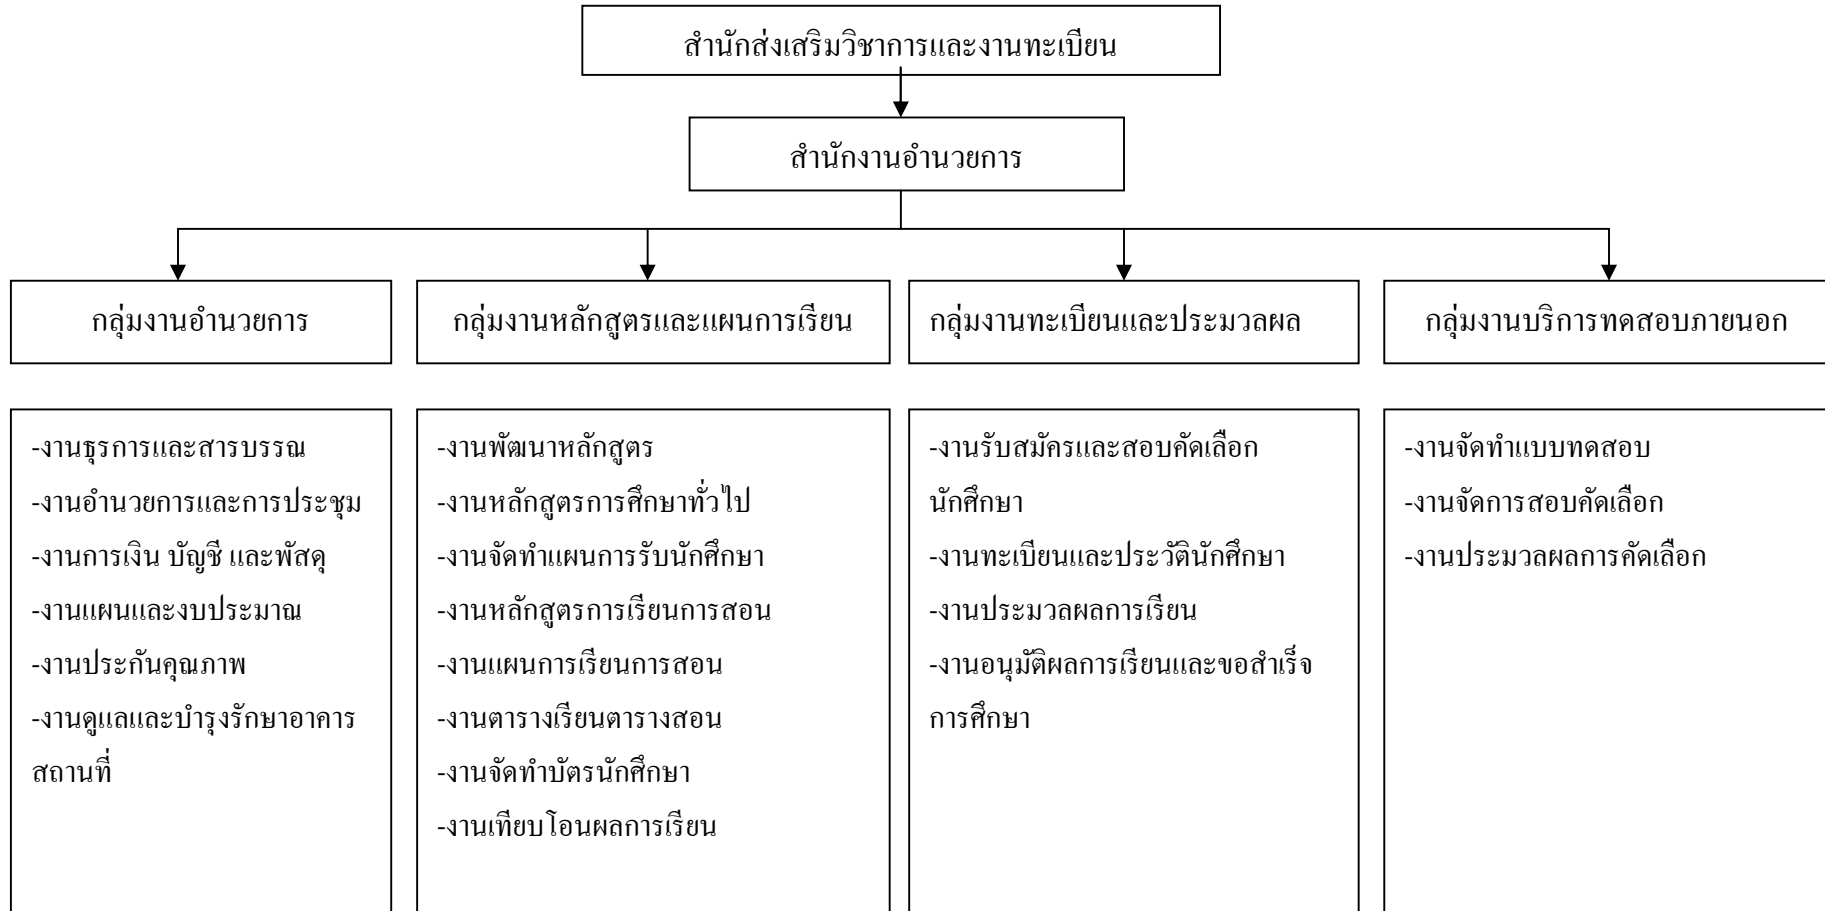 สำนักส่งเสริมวิชาการและงานทะเบียน
สำนักงานอำนวยการ
กลุ่มงานอำนวยการ
กลุ่มงานหลักสูตรและแผนการเรียน
กลุ่มงานทะเบียนและประมวลผล
กลุ่มงานบริการทดสอบภายนอก
-งานธุรการและสารบรรณ
-งานอำนวยการและการประชุม
-งานการเงิน บัญชี และพัสดุ
-งานแผนและงบประมาณ
-งานประกันคุณภาพ
-งานดูแลและบำรุงรักษาอาคาร
สถานที่
-งานพัฒนาหลักสูตร
-งานหลักสูตรการศึกษาทั่วไป
-งานจัดทำแผนการรับนักศึกษา
-งานหลักสูตรการเรียนการสอน
-งานแผนการเรียนการสอน
-งานตารางเรียนตารางสอน
-งานจัดทำบัตรนักศึกษา
-งานเทียบโอนผลการเรียน
-งานรับสมัครและสอบคัดเลือก
นักศึกษา
-งานทะเบียนและประวัตินักศึกษา
-งานประมวลผลการเรียน
-งานอนุมัติผลการเรียนและขอสำเร็จ
การศึกษา
-งานจัดทำแบบทดสอบ
-งานจัดการสอบคัดเลือก
-งานประมวลผลการคัดเลือก